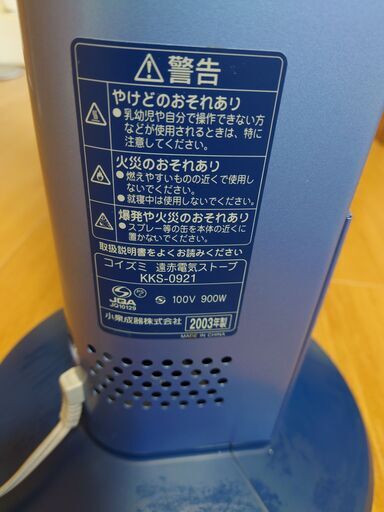 警告
やけどのおそれあり
●乳幼児や自分で操作できない方
などが使用されるときは、特に
注意してください。
火災のおそれあり
●燃えやすいものの近くで使用し
ないでください。
●就寝中は使用しないでください。
爆発や火災のおそれあり
●スプレー等の缶を本体の近くに
置かないでください。
取扱説明書をよくお読みください
コイズミ 遠赤電気ストーブ
KKS-0921
JQA
JQ10129
100V 900W
小泉成器株式会社 2003年製
MADE IN CHINA